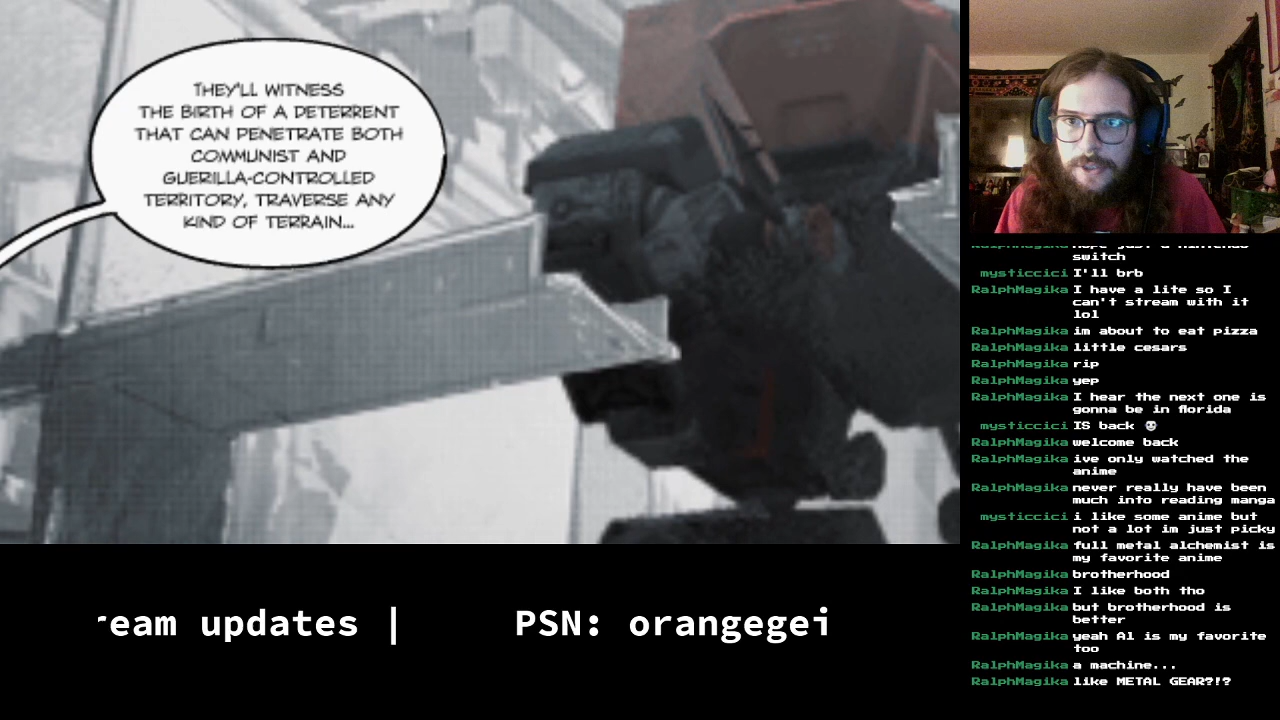 THEY'LL WITNESS
THE BIRTH OF A DETERRENT
THAT CAN PENETRATE BOTH
COMMUNIST AND
GUERILLA-CONTROLLED
TERRITORY, TRAVERSE ANY
KIND OF TERRAIN...
eam updates | PSN: orangegei
RalphMagika nope just a nintendo
switch
mysticcici I'll brb
RalphMagika I have a lite so I
can't stream with it
lol
RalphMagika im about to eat pizza
RalphMagika little cesars
RalphMagika rip
RalphMagika yep
RalphMagika I hear the next one is
gonna be in florida
mysticcici IS back
RalphMagika welcome back
RalphMagika ive only watched the
anime
RalphMagika never really have been
much into reading manga
mysticcici i like some anime but
not a lot im just picky
RalphMagika full metal alchemist is
my favorite anime
RalphMagika brotherhood
RalphMagika I like both tho
RalphMagika but brotherhood is
better
RalphMagika yeah Al is my favorite
too
RalphMagika a machine...
RalphMagika like METAL GEAR?!?